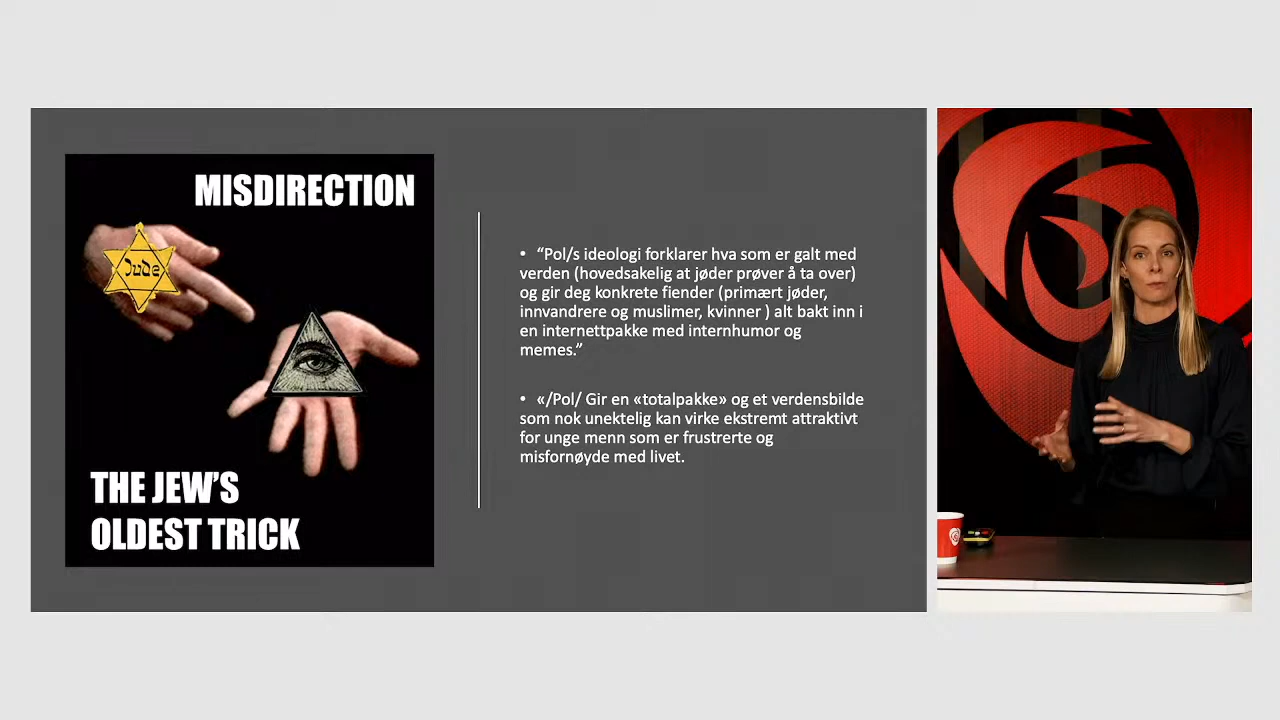 MISDIRECTION
Jude
THE JEW'S
OLDEST TRICK
• “Pol/s ideologi forklarer hva som er galt med
verden (hovedsakelig at jøder prøver å ta over)
og gir deg konkrete fiender (primært jøder,
innvandrere og muslimer, kvinner ) alt bakt inn i
en internettpakke med internhumor og
memes.”
• «/Pol/ Gir en «totalpakke» og et verdensbilde
som nok unektelig kan virke ekstremt attraktivt
for unge menn som er frustrerte og
misfornøyde med livet.